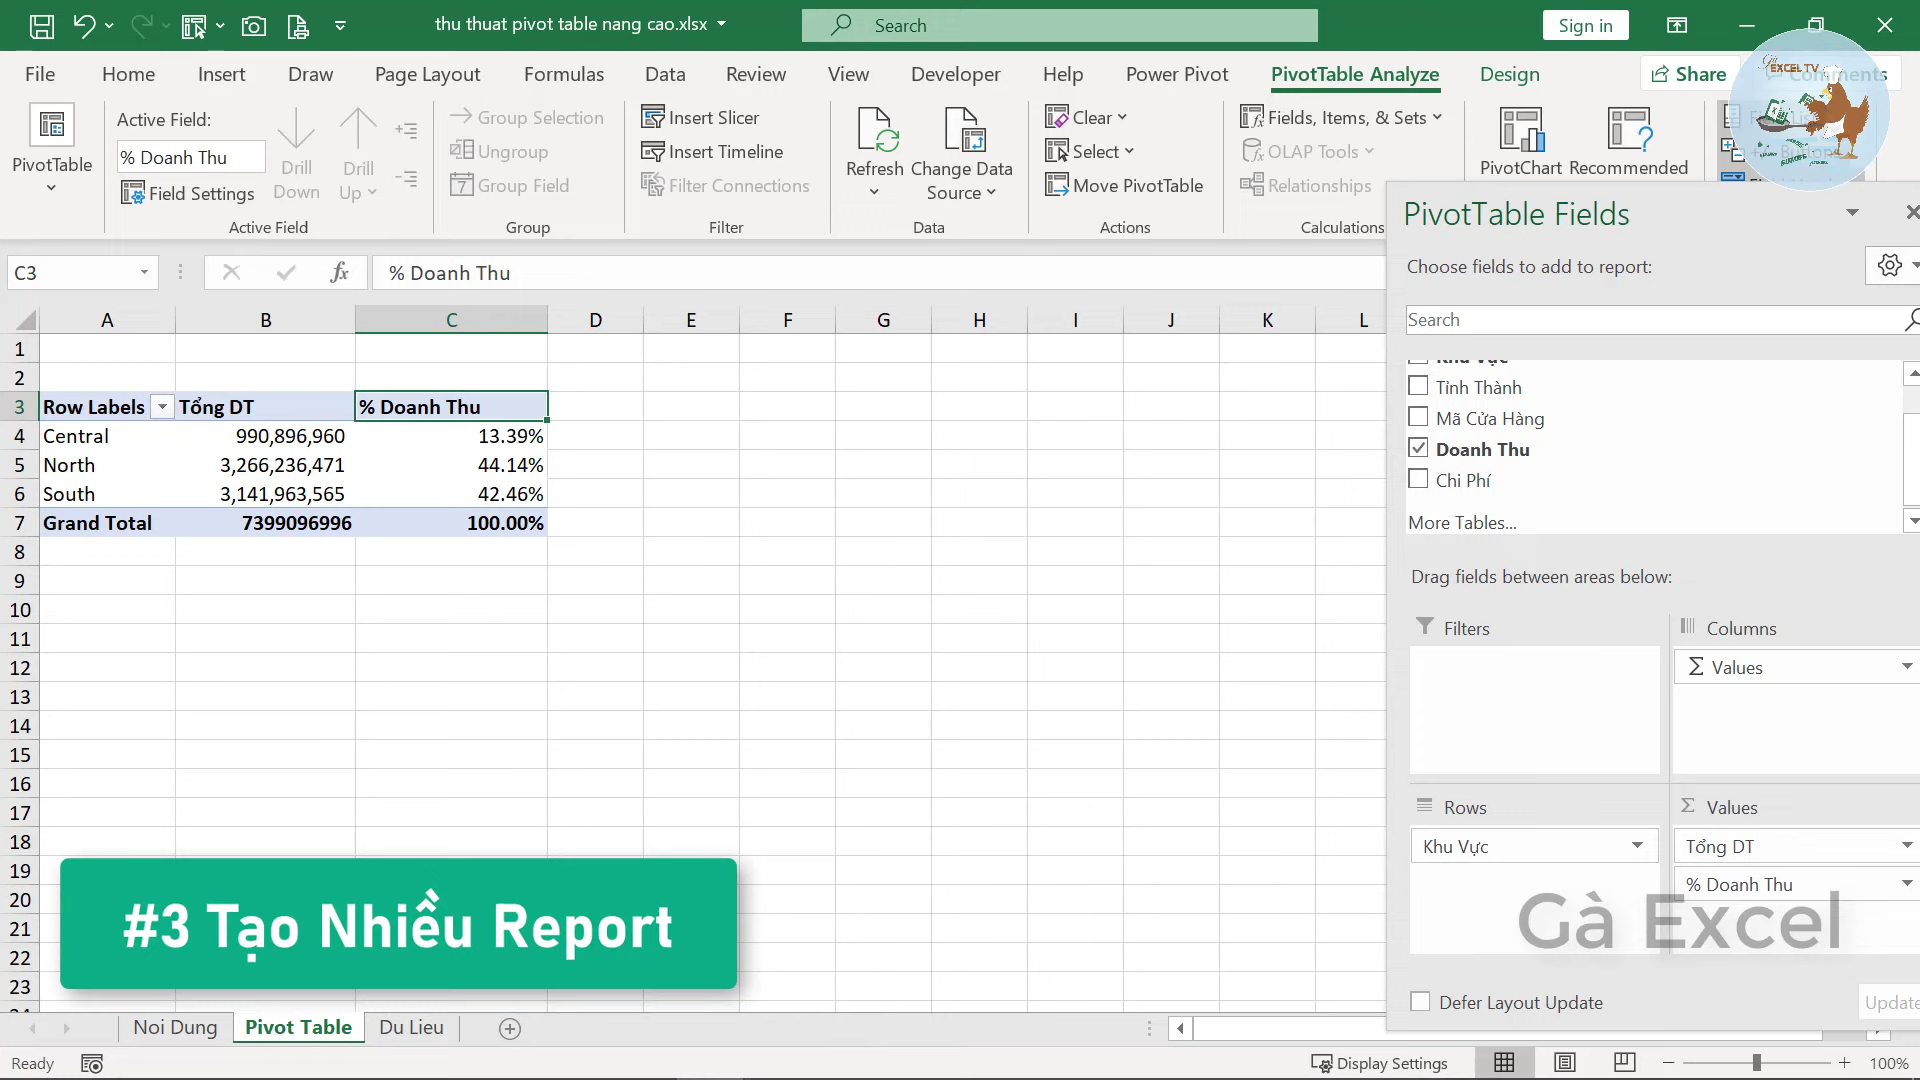 thu thuat pivot table nang cao.xlsx
Search
Sign in
File Home Insert Draw Page Layout Formulas Data Review View Developer Help Power Pivot PivotTable Analyze Design Share Comments
EXCEL TV
PivotTable
Active Field:
% Doanh Thu
Field Settings
Drill Down
Drill Up
Active Field
Group Selection
Ungroup
Group Field
Group
Insert Slicer
Insert Timeline
Filter Connections
Filter
Refresh
Change Data Source
Data
Clear
Select
Move PivotTable
Actions
Fields, Items, & Sets
OLAP Tools
Relationships
Calculations
PivotChart
Recommended
C3
fx
% Doanh Thu
A B C D E F G H I J K L
1
2
3 Row Labels Tổng DT % Doanh Thu
4 Central 990,896,960 13.39%
5 North 3,266,236,471 44.14%
6 South 3,141,963,565 42.46%
7 Grand Total 7399096996 100.00%
8
9
10
11
12
13
14
15
16
17
18
19
20
21
22
23
#3 Tạo Nhiều Report
PivotTable Fields
Choose fields to add to report:
Search
Khu Vực
Tỉnh Thành
Mã Cửa Hàng
Doanh Thu
Chi Phí
More Tables...
Drag fields between areas below:
Filters
Columns
Σ Values
Rows
Σ Values
Khu Vực
Tổng DT
% Doanh Thu
Gà Excel
Defer Layout Update
Update
Noi Dung Pivot Table Du Lieu
Ready
Display Settings
100%